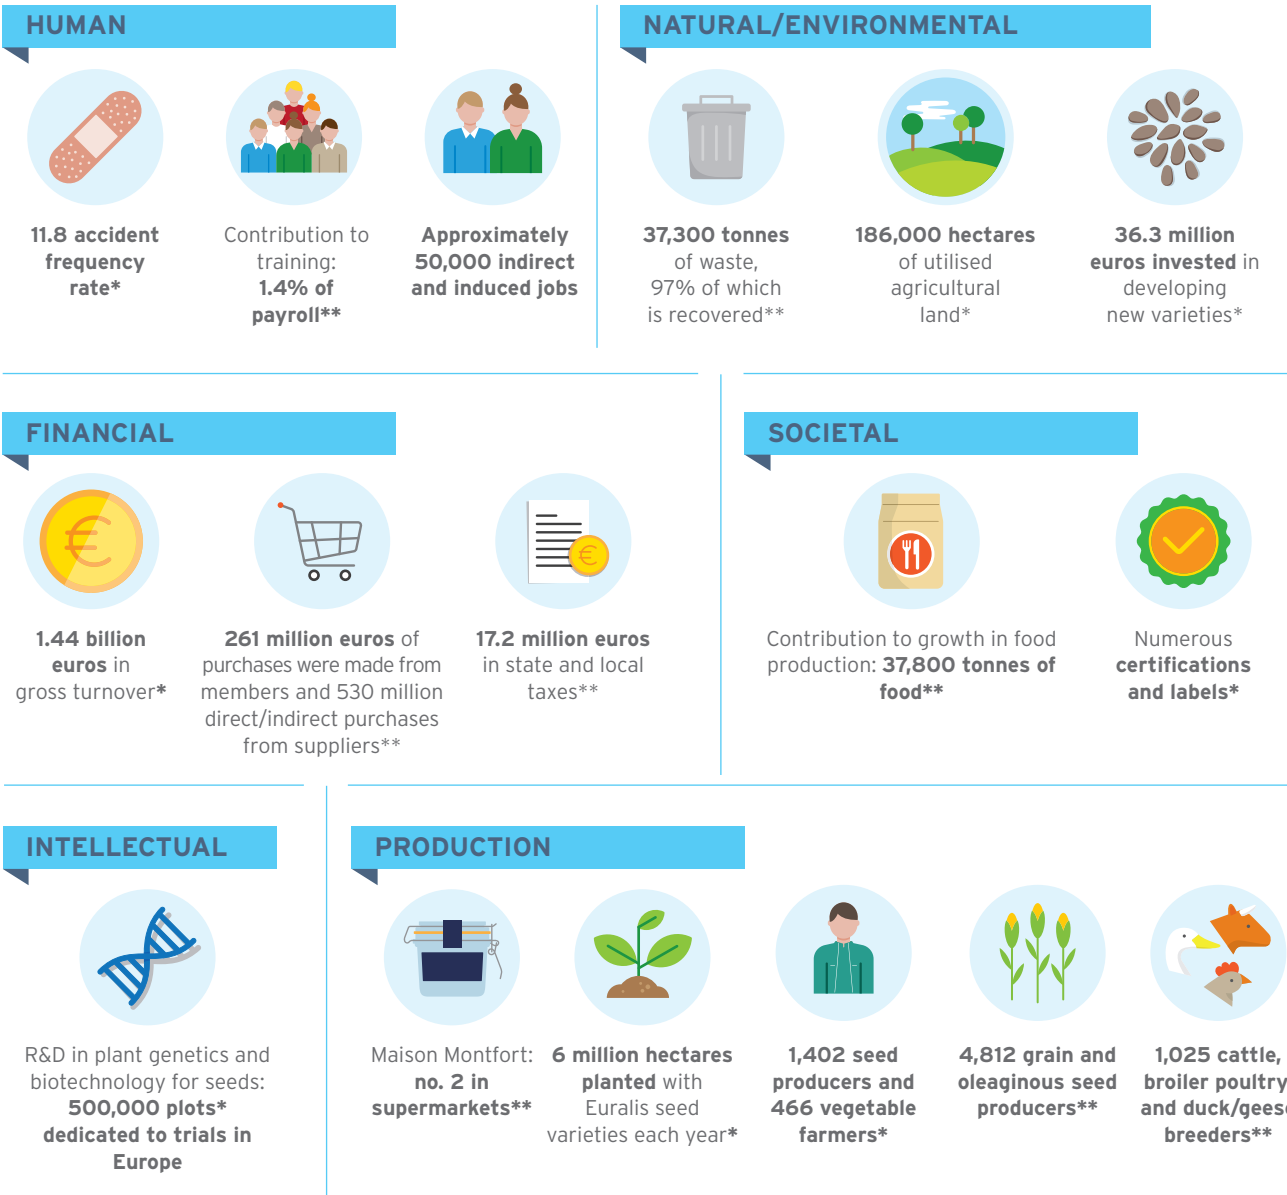 HUMAN
11.8 accident
frequency
rate*
Contribution to
training:
1.4% of
payroll**
Approximately
50,000 indirect
and induced jobs
NATURAL/ENVIRONMENTAL
37,300 tonnes
of waste,
97% of which
is recovered**
186,000 hectares
of utilised
agricultural
land*
36.3 million
euros invested in
developing
new varieties*
FINANCIAL
1.44 billion
euros in
gross turnover*
261 million euros of
purchases were made from
members and 530 million
direct/indirect purchases
from suppliers**
17.2 million euros
in state and local
taxes**
SOCIETAL
Contribution to growth in food
production: 37,800 tonnes of
food**
Numerous
certifications
and labels*
INTELLECTUAL
R&D in plant genetics and
biotechnology for seeds:
500,000 plots*
dedicated to trials in
Europe
PRODUCTION
Maison Montfort:
no. 2 in
supermarkets**
6 million hectares
planted with
Euralis seed
varieties each year*
1,402 seed
producers and
466 vegetable
farmers*
4,812 grain and
oleaginous seed
producers**
1,025 cattle,
broiler poultry
and duck/geese
breeders**